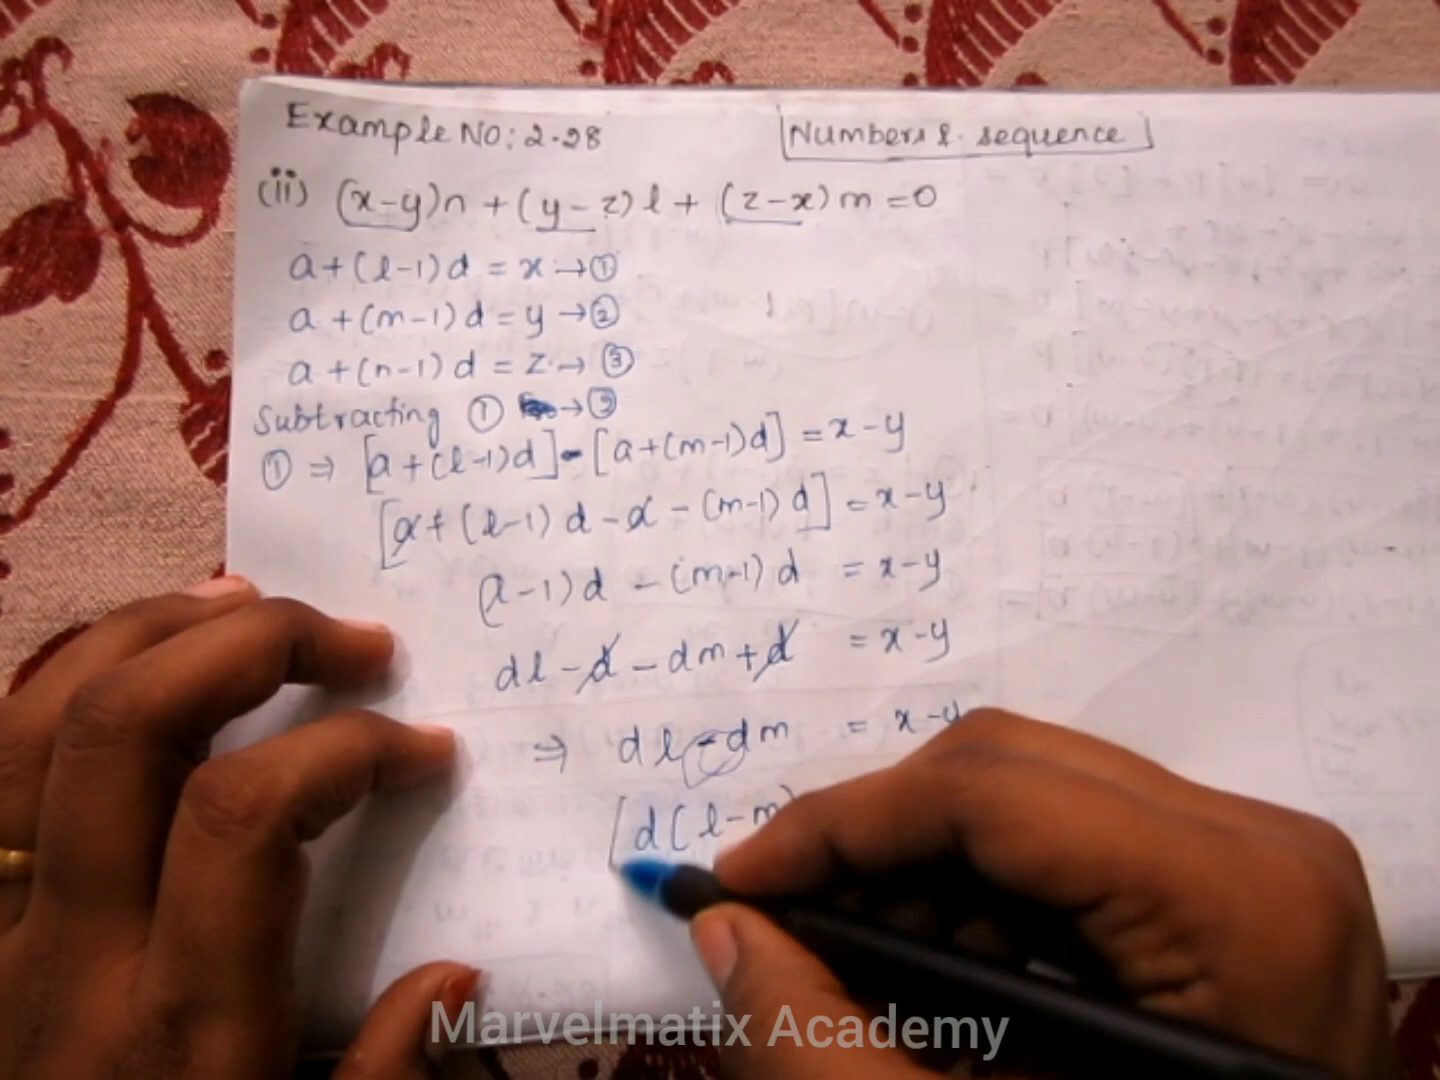 Example No: 2.28
Numbers & sequence
(ii) (x-y)n + (y-z)l + (z-x)m = 0
a+(l-1)d = x → ①
a+(m-1)d = y → ②
a+(n-1)d = z → ③
Subtracting ① → ②
① ⇒ [a+(l-1)d] - [a+(m-1)d] = x-y
[a+(l-1)d - a - (m-1)d] = x-y
(l-1)d - (m-1)d = x-y
dl - d - dm + d = x-y
⇒ dl - dm = x-y
d(l-m)
Marvelmatix Academy